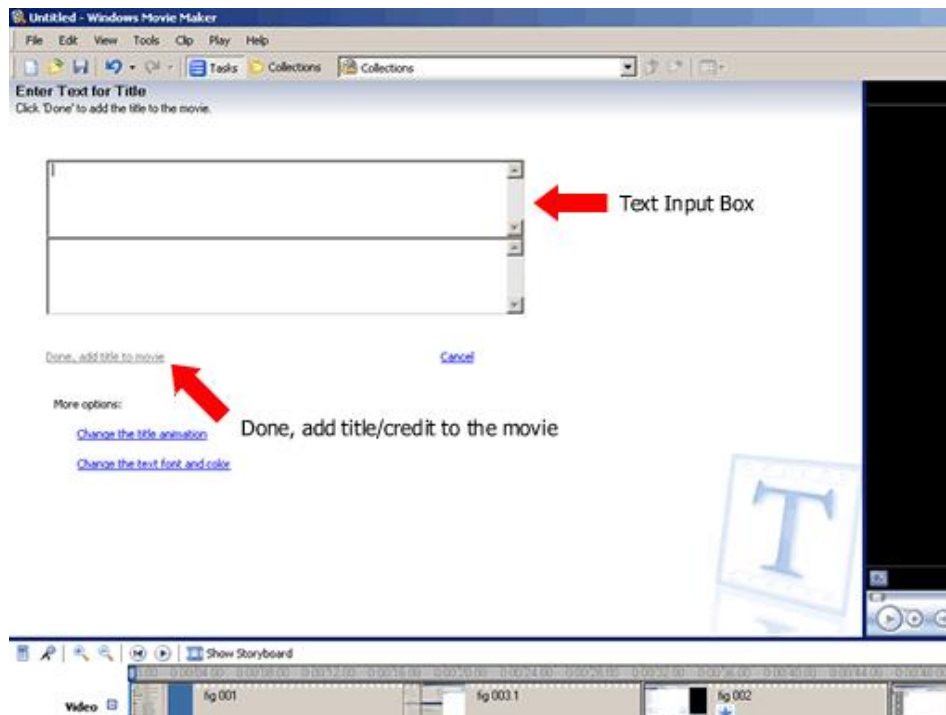 Untitled - Windows Movie Maker
File Edit View Tools Clip Play Help
Tasks Collections Collections
Enter Text for Title
Click 'Done' to add the title to the movie.
Text Input Box
Done, add title to movie Cancel
Done, add title/credit to the movie
More options:
Change the title animation
Change the text font and color
T
Show Storyboard
Video fig 001 fig 003.1 fig 002